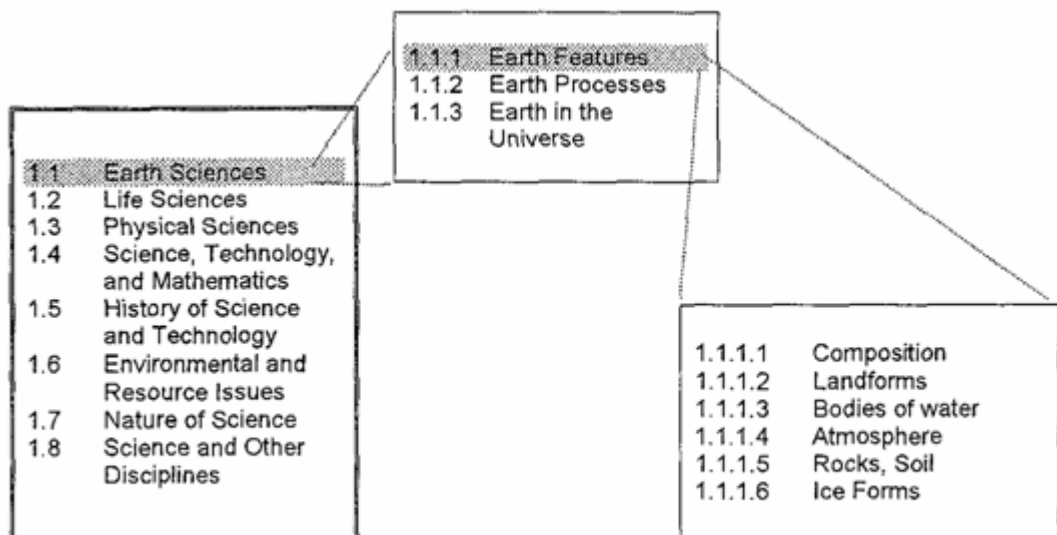 1.1.1 Earth Features
1.1.2 Earth Processes
1.1.3 Earth in the
Universe
1.1 Earth Sciences
1.2 Life Sciences
1.3 Physical Sciences
1.4 Science, Technology,
and Mathematics
1.5 History of Science
and Technology
1.6 Environmental and
Resource Issues
1.7 Nature of Science
1.8 Science and Other
Disciplines
1.1.1.1 Composition
1.1.1.2 Landforms
1.1.1.3 Bodies of water
1.1.1.4 Atmosphere
1.1.1.5 Rocks, Soil
1.1.1.6 Ice Forms